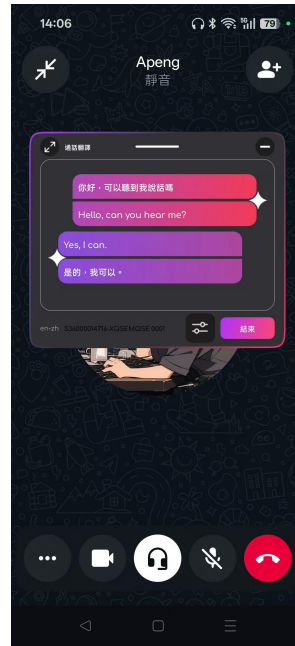 14:06
5G
79
Apeng
靜音
通話翻譯
你好，可以聽到我說話嗎
Hello, can you hear me?
Yes, I can.
是的，我可以。
en-zh
結束